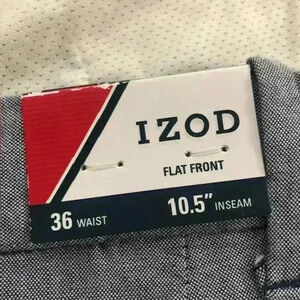 IZOD
FLAT FRONT
36 WAIST 10.5" INSEAM